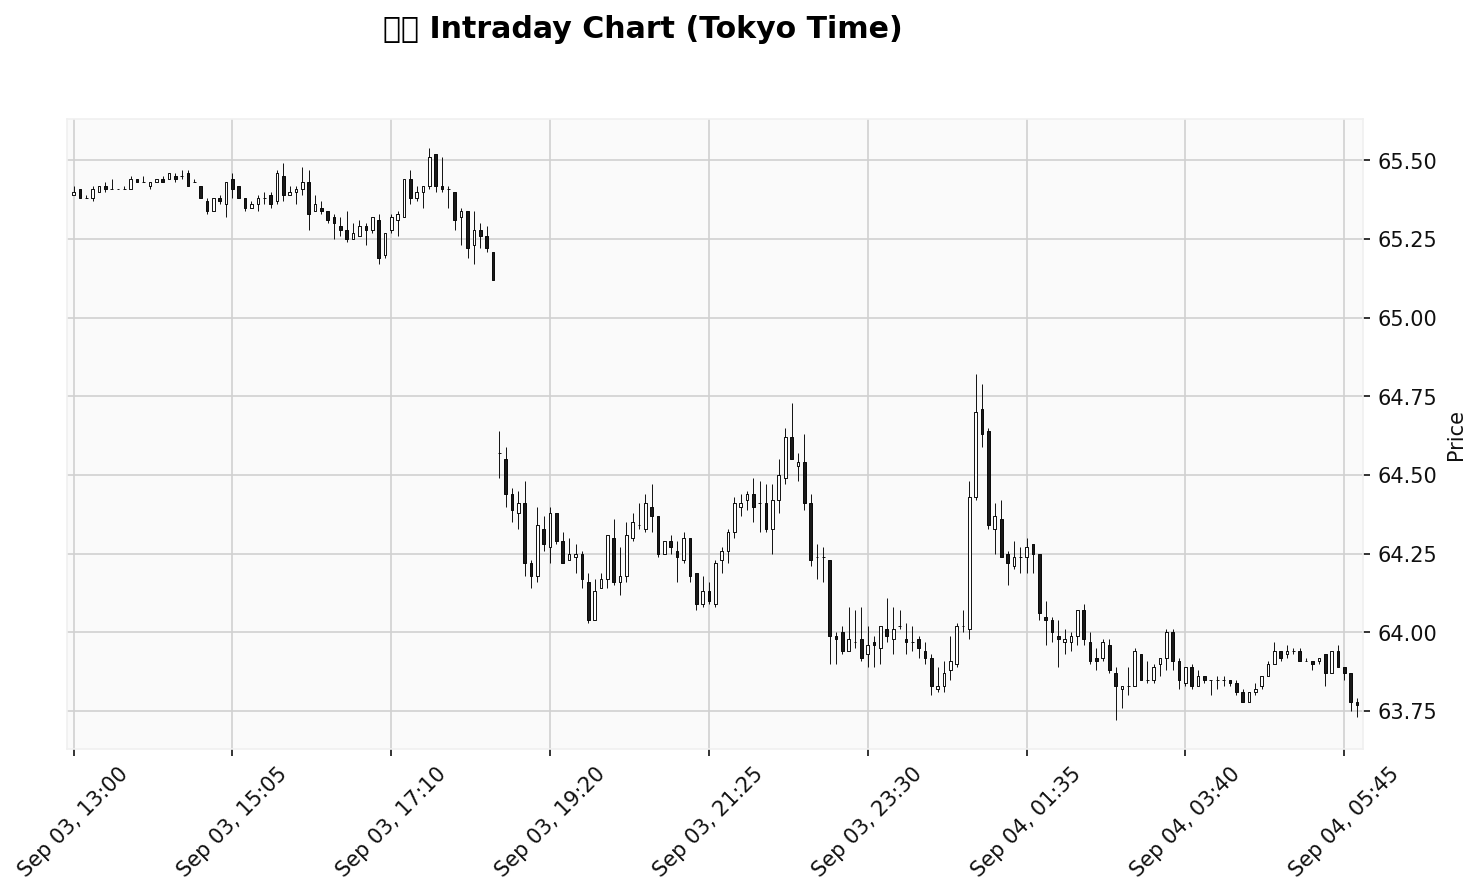 Intraday Chart (Tokyo Time)
65.50
65.25
65.00
64.75
64.50
64.25
64.00
63.75
Price
Sep 03, 13:00
Sep 03, 15:05
Sep 03, 17:10
Sep 03, 19:20
Sep 03, 21:25
Sep 03, 23:30
Sep 04, 01:35
Sep 04, 03:40
Sep 04, 05:45